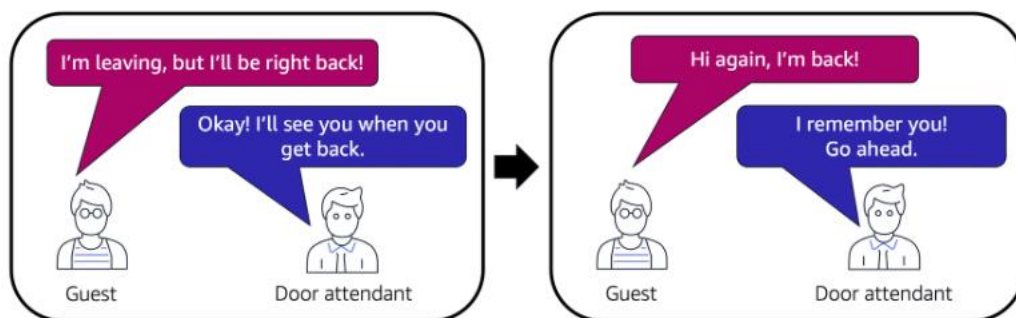 I'm leaving, but I'll be right back!
Okay! I'll see you when you
get back.
Guest
Door attendant
Hi again, I'm back!
I remember you!
Go ahead.
Guest
Door attendant